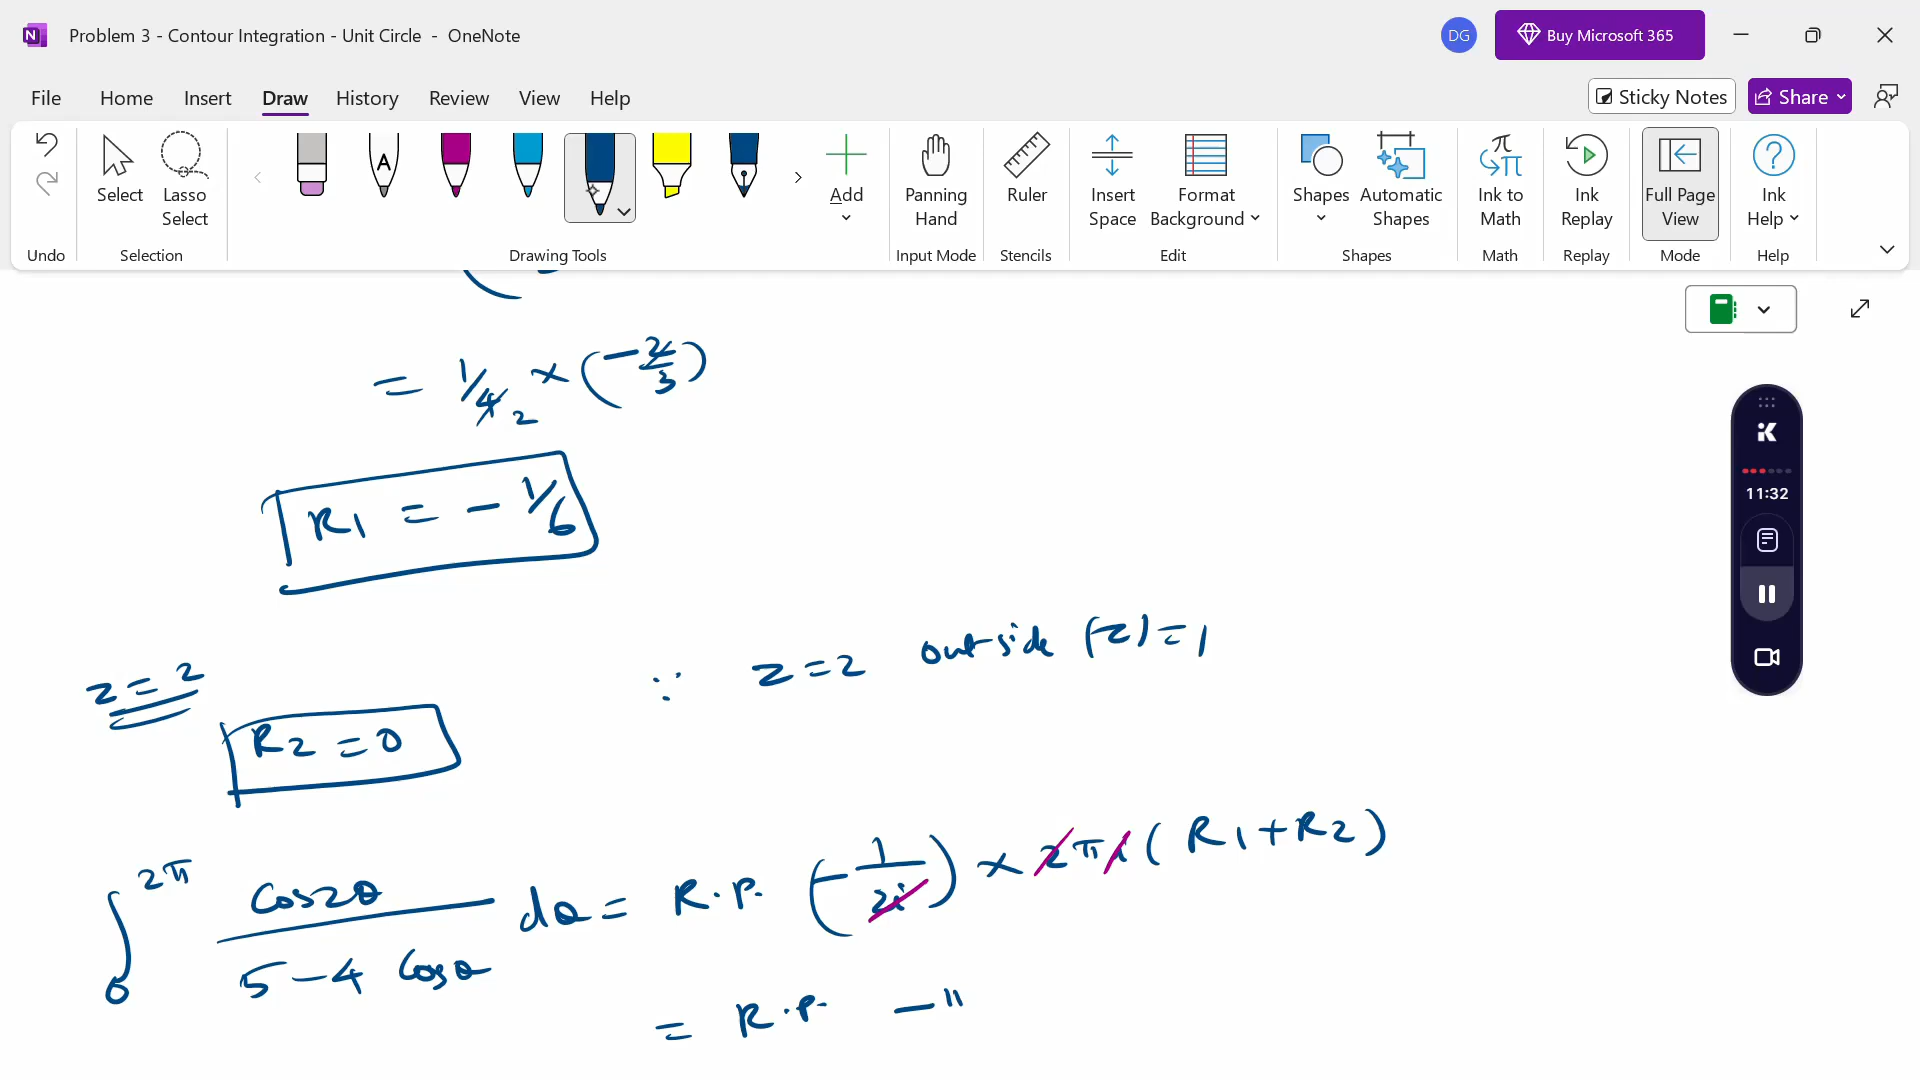 Problem 3 - Contour Integration - Unit Circle - OneNote
DG
Buy Microsoft 365
File Home Insert Draw History Review View Help
Sticky Notes
Share
Select
Lasso Select
A
Add
Panning Hand
Ruler
Insert Space
Format Background
Shapes
Automatic Shapes
Ink to Math
Ink Replay
Full Page View
Ink Help
Undo
Selection
Drawing Tools
Input Mode
Stencils
Edit
Shapes
Math
Replay
Mode
Help
= 1/4 2 × (-2/3)
11:32
R1 = - 1/6
z = 2
∵ z = 2 outside |z| = 1
R2 = 0
∫ 0 2π cos2θ / 5 - 4 cosθ dθ = R.P. (- 1/2i) × 2πi (R1 + R2)
= R.P. -